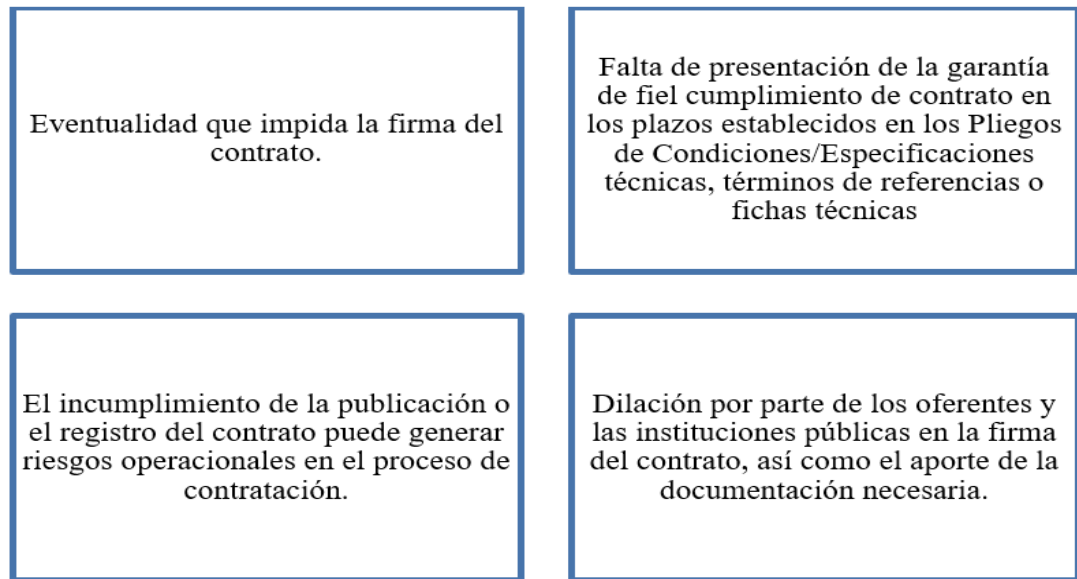 Eventualidad que impida la firma del
contrato.
Falta de presentación de la garantía
de fiel cumplimiento de contrato en
los plazos establecidos en los Pliegos
de Condiciones/Especificaciones
técnicas, términos de referencias o
fichas técnicas
El incumplimiento de la publicación o
el registro del contrato puede generar
riesgos operacionales en el proceso de
contratación.
Dilación por parte de los oferentes y
las instituciones públicas en la firma
del contrato, así como el aporte de la
documentación necesaria.